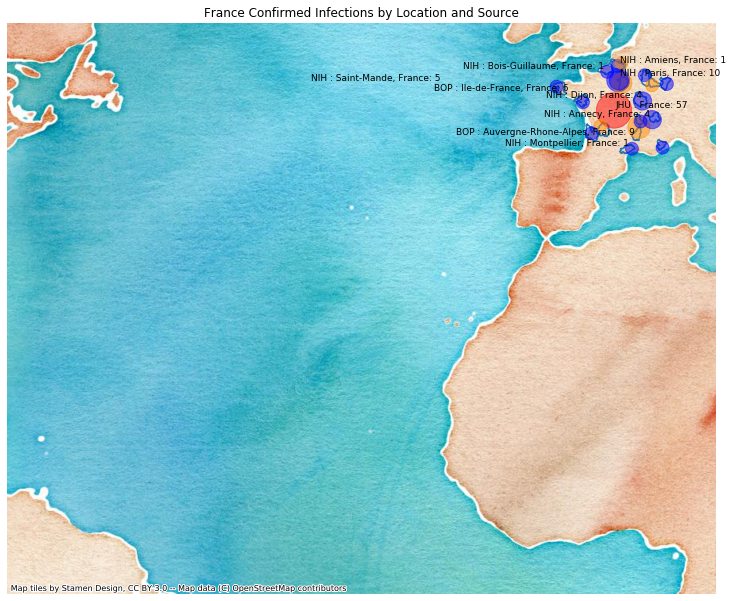 France Confirmed Infections by Location and Source
NIH : Amiens, France: 1
NIH : Bois-Guillaume, France: 1
NIH : Paris, France: 10
NIH : Saint-Mande, France: 5
BOP : Ile-de-France, France: 6
NIH : Dijon, France: 4
JHU : France: 57
NIH : Annecy, France: 4
BOP : Auvergne-Rhone-Alpes, France: 9
NIH : Montpellier, France: 1
Map tiles by Stamen Design, CC BY 3.0 -- Map data (C) OpenStreetMap contributors